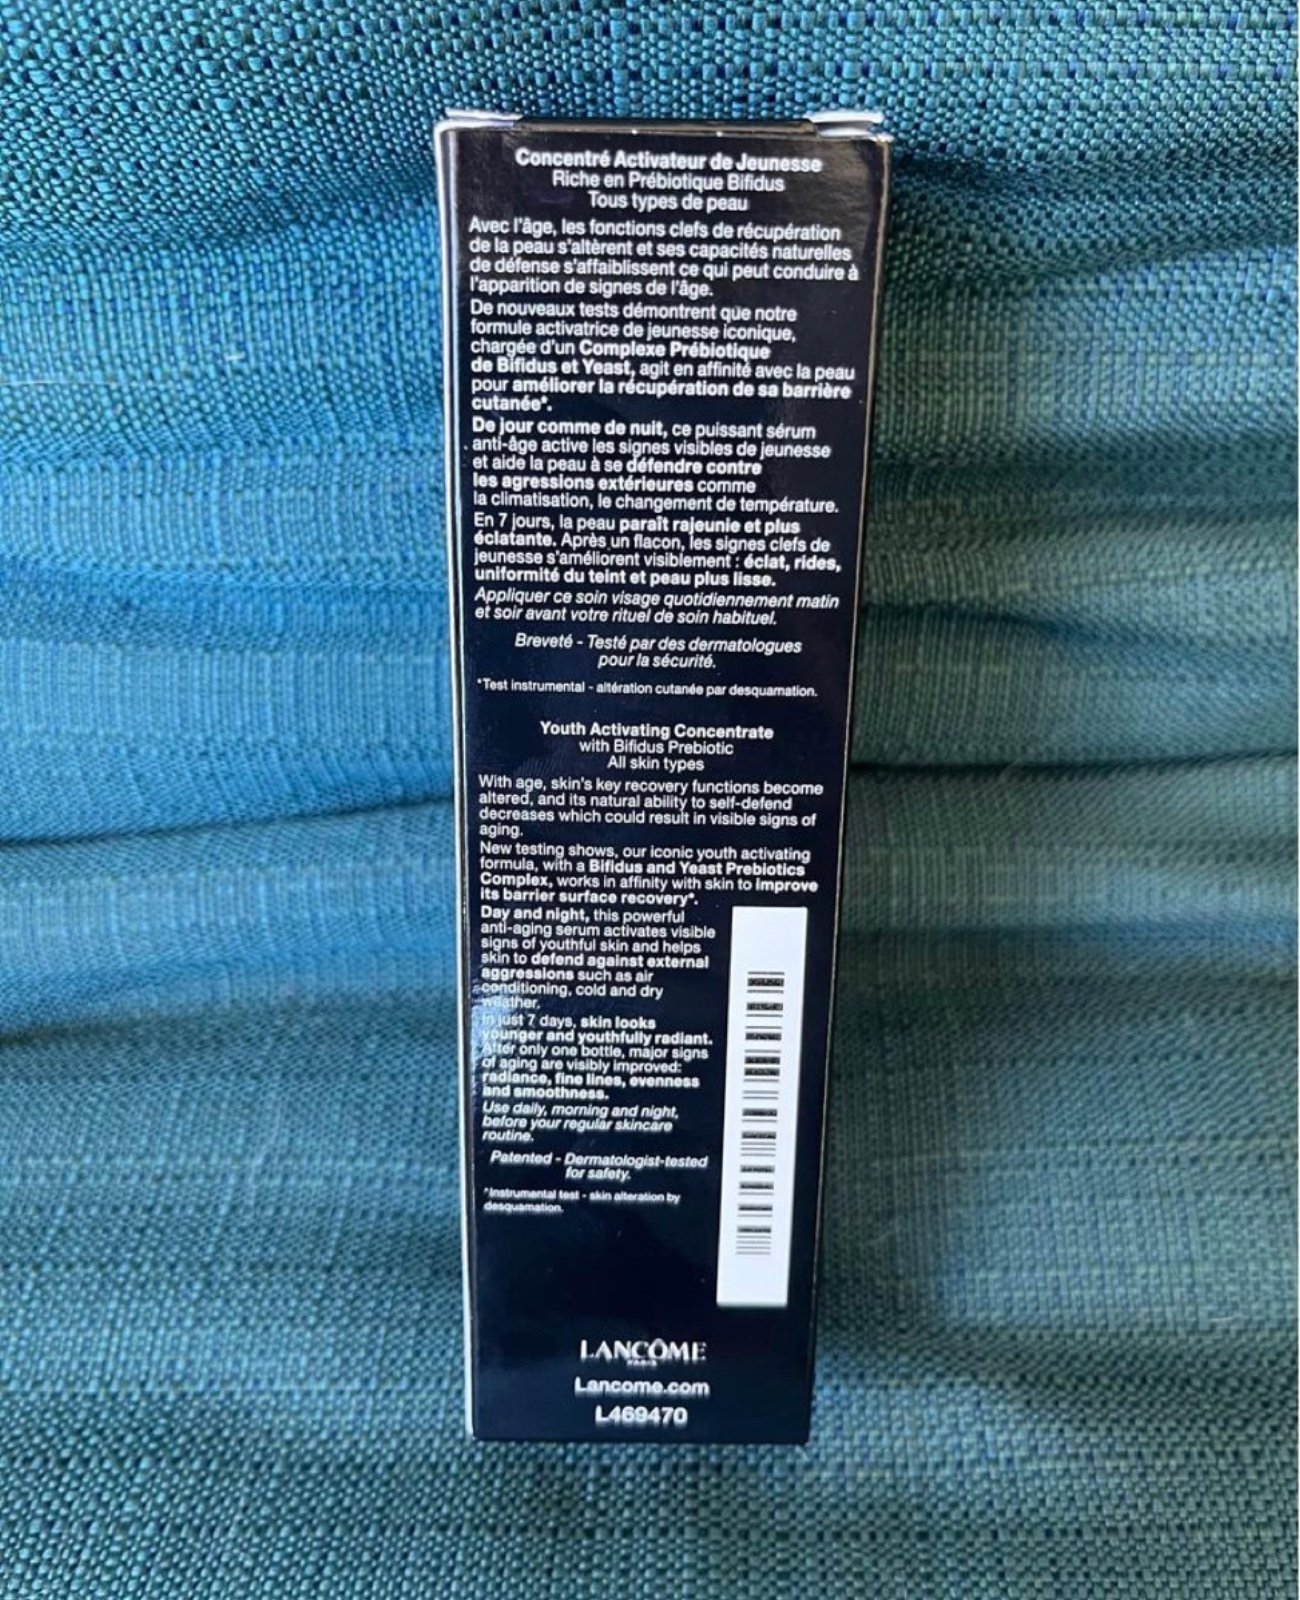 Concentré Activateur de Jeunesse
Riche en Prébiotique Bifidus
Tous types de peau
Avec l'âge, les fonctions clefs de récupération
de la peau s'altèrent et ses capacités naturelles
de défense s'affaiblissent ce qui peut conduire à
l'apparition de signes de l'âge.
De nouveaux tests démontrent que notre
formule activatrice de jeunesse iconique,
chargée d'un Complexe Prébiotique
de Bifidus et Yeast, agit en affinité avec la peau
pour améliorer la récupération de sa barrière
cutanée*.
De jour comme de nuit, ce puissant sérum
anti-âge active les signes visibles de jeunesse
et aide la peau à se défendre contre
les agressions extérieures comme
la climatisation, le changement de température.
En 7 jours, la peau paraît rajeunie et plus
éclatante. Après un flacon, les signes clefs de
jeunesse s'améliorent visiblement : éclat, rides,
uniformité du teint et peau plus lisse.
Appliquer ce soin visage quotidiennement matin
et soir avant votre rituel de soin habituel.
Breveté - Testé par des dermatologues
pour la sécurité.
*Test instrumental - altération cutanée par desquamation.
Youth Activating Concentrate
with Bifidus Prebiotic
All skin types
With age, skin's key recovery functions become
altered, and its natural ability to self-defend
decreases which could result in visible signs of
aging.
New testing shows, our iconic youth activating
formula, with a Bifidus and Yeast Prebiotics
Complex, works in affinity with skin to improve
its barrier surface recovery*.
Day and night, this powerful
anti-aging serum activates visible
signs of youthful skin and helps
skin to defend against external
aggressions such as air
conditioning, cold and dry
weather.
In just 7 days, skin looks
younger and youthfully radiant.
After only one bottle, major signs
of aging are visibly improved:
radiance, fine lines, evenness
and smoothness.
Use daily, morning and night,
before your regular skincare
routine.
Patented - Dermatologist-tested
for safety.
*Instrumental test - skin alteration by
desquamation.
LANCÔME
PARIS
Lancome.com
L469470